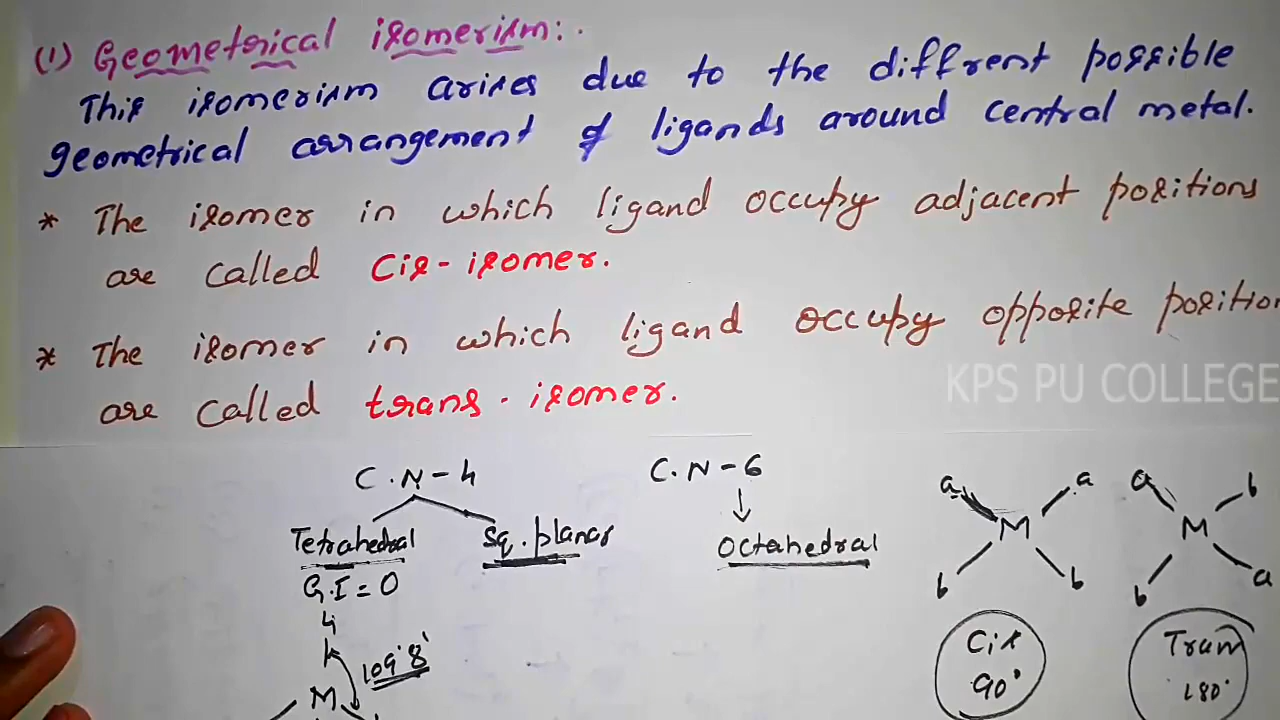 (1) Geometrical isomerism:.
This isomerism arises due to the diffrent possible
geometrical arrangement of ligands around central metal.
* The isomer in which ligand occupy adjacent positions
are called Cis-isomer.
* The isomer in which ligand occupy opposite position
are called trans-isomer.
KPS PU COLLEGE
C.N-4
C.N-6
Tetrahedral
Sq.planar
Octahedral
G.I=0
109°8'
M
a a
M
b b
Cis
90°
a b
M
b a
Trans
180°